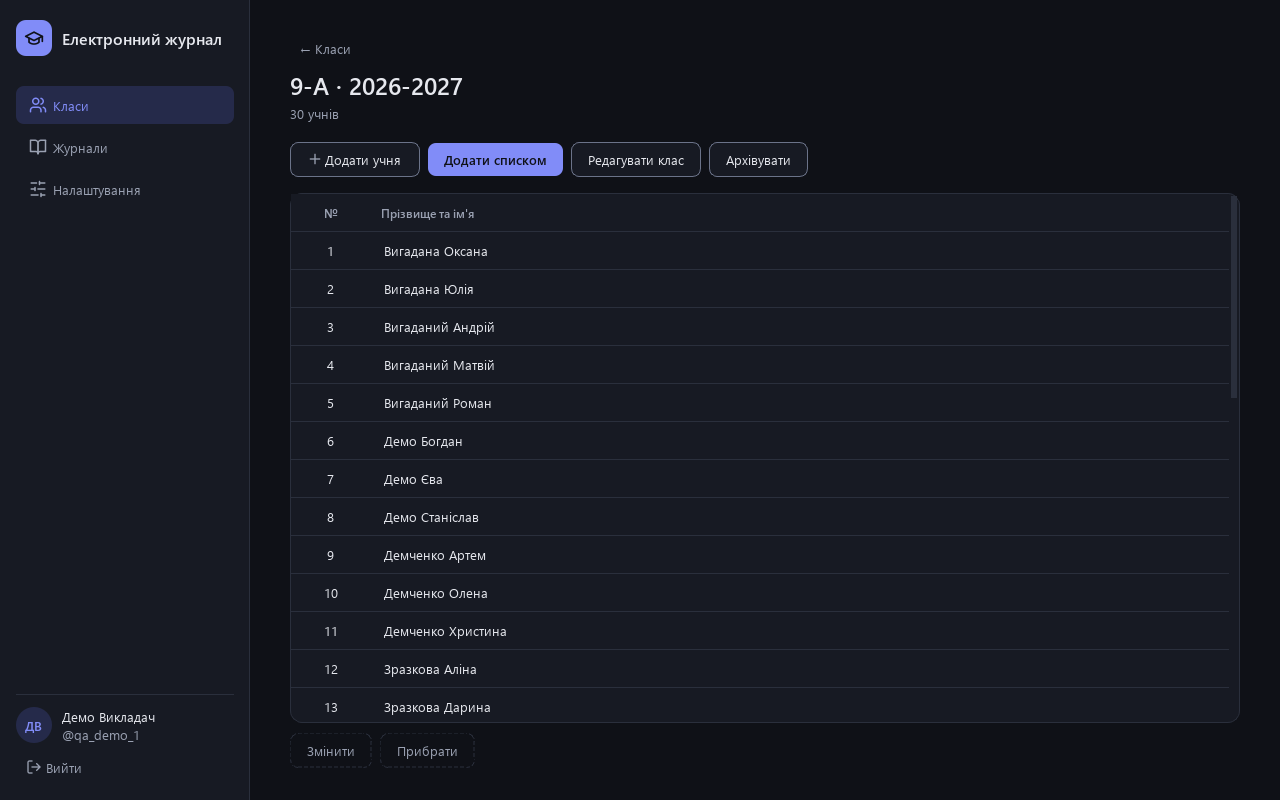 Електронний журнал
Класи
Журнали
Налаштування
Демо Викладач
@qa_demo_1
ДВ
Вийти
← Класи
9-А · 2026-2027
30 учнів
Додати учня
Додати списком
Редагувати клас
Архівувати
№ Прізвище та ім'я
1 Вигадана Оксана
2 Вигадана Юлія
3 Вигаданий Андрій
4 Вигаданий Матвій
5 Вигаданий Роман
6 Демо Богдан
7 Демо Єва
8 Демо Станіслав
9 Демченко Артем
10 Демченко Олена
11 Демченко Христина
12 Зразкова Аліна
13 Зразкова Дарина
Змінити
Прибрати